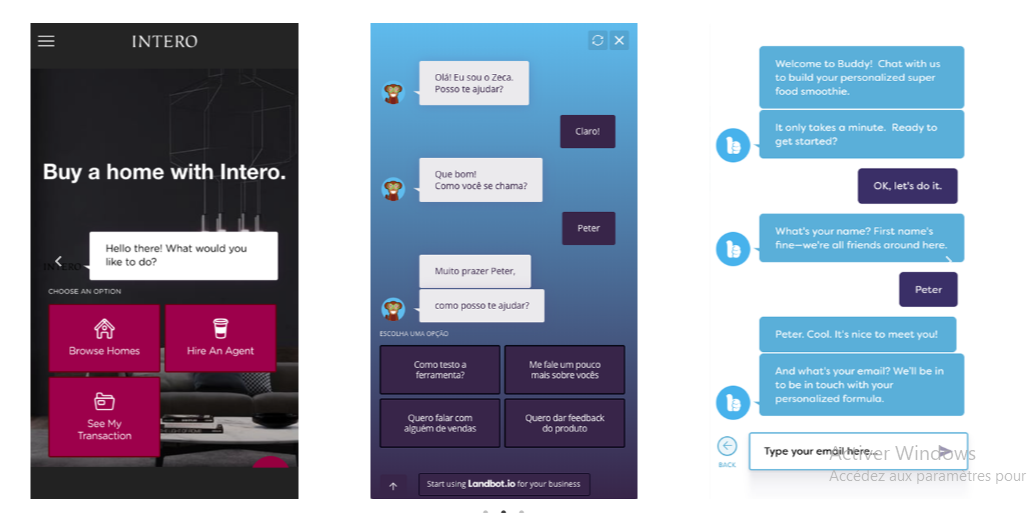 INTERO
Buy a home with Intero.
Hello there! What would you
like to do?
INTERO
CHOOSE AN OPTION
Browse Homes
Hire An Agent
See My
Transaction
Olá! Eu sou o Zeca.
Posso te ajudar?
Claro!
Que bom!
Como você se chama?
Peter
Muito prazer Peter,
como posso te ajudar?
ESCOLHA UMA OPÇÃO
Como testo a
ferramenta?
Me fale um pouco
mais sobre vocês
Quero falar com
alguém de vendas
Quero dar feedback
do produto
Start using Landbot.io for your business
Welcome to Buddy! Chat with us
to build your personalized super
food smoothie.
It only takes a minute. Ready to
get started?
OK, let's do it.
What's your name? First name's
fine—we're all friends around here.
Peter
Peter. Cool. It's nice to meet you!
And what's your email? We'll be in
to be in touch with your
personalized formula.
BACK
Type your email here...
Activer Windows
Accédez aux paramètres pour